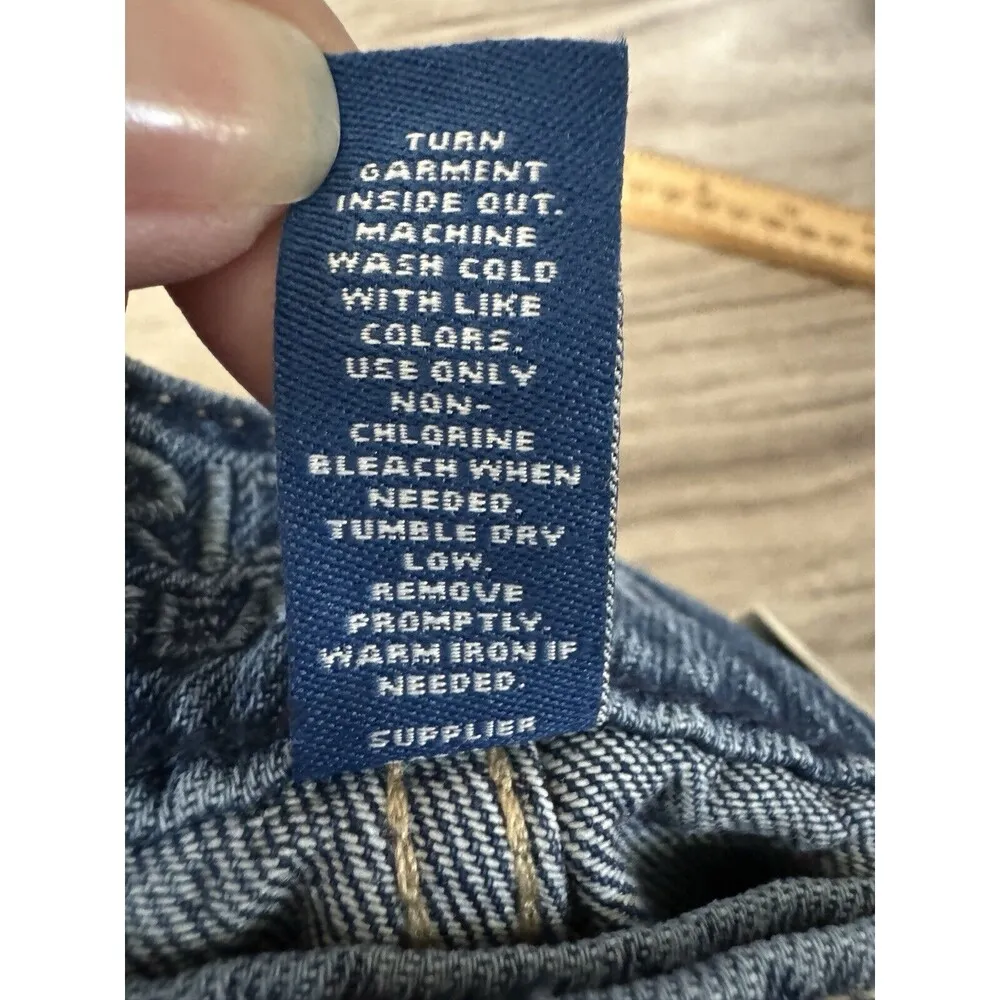 TURN
GARMENT
INSIDE OUT.
MACHINE
WASH COLD
WITH LIKE
COLORS.
USE ONLY
NON-
CHLORINE
BLEACH WHEN
NEEDED.
TUMBLE DRY
LOW.
REMOVE
PROMPTLY.
WARM IRON IF
NEEDED.
SUPPLIER